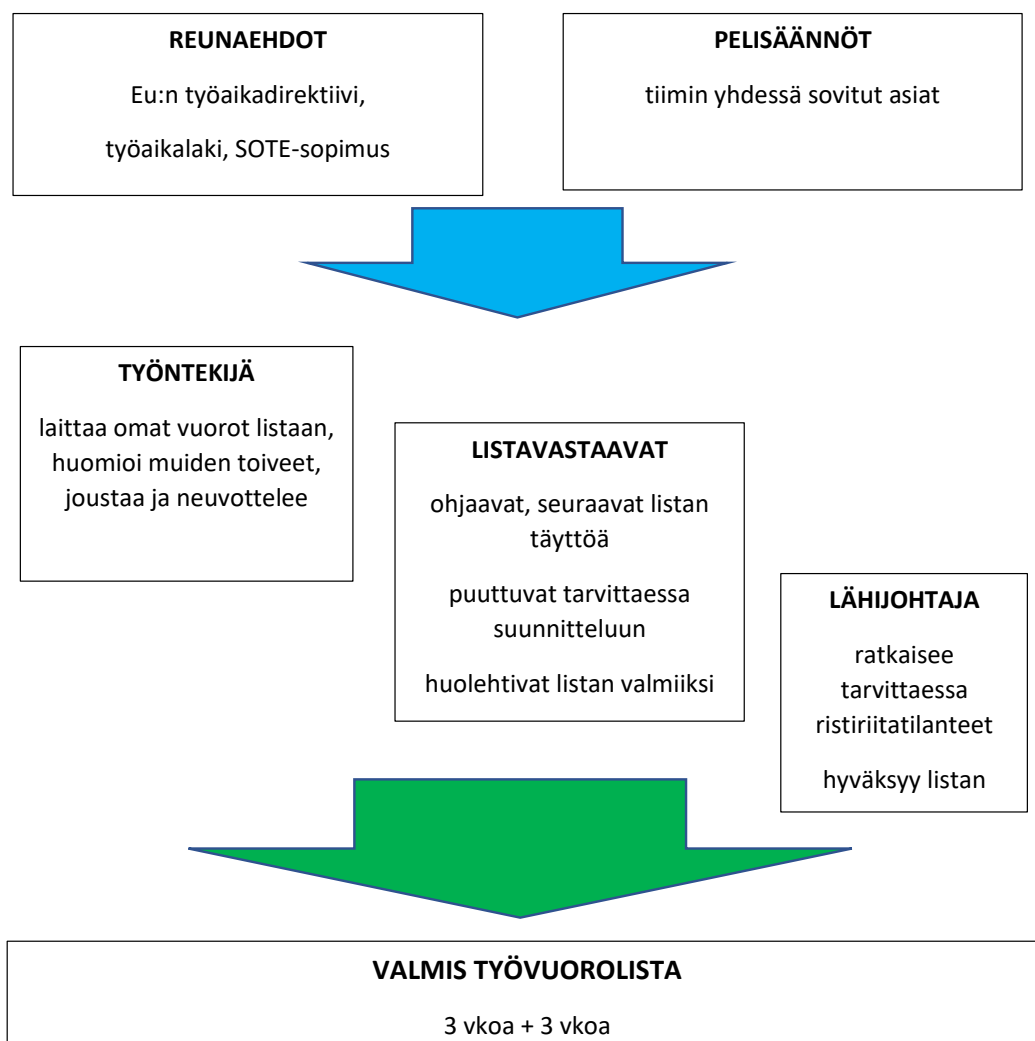 REUNAEHDOT
Eu:n työaikadirektiivi,
työaikalaki, SOTE-sopimus
PELISÄÄNNÖT
tiimin yhdessä sovitut asiat
TYÖNTEKIJÄ
laittaa omat vuorot listaan,
huomioi muiden toiveet,
joustaa ja neuvottelee
LISTAVASTAAVAT
ohjaavat, seuraavat listan
täyttöä
puuttuvat tarvittaessa
suunnitteluun
huolehtivat listan valmiiksi
LÄHIJOHTAJA
ratkaisee
tarvittaessa
ristiriitatilanteet
hyväksyy listan
VALMIS TYÖVUOROLISTA
3 vkoa + 3 vkoa